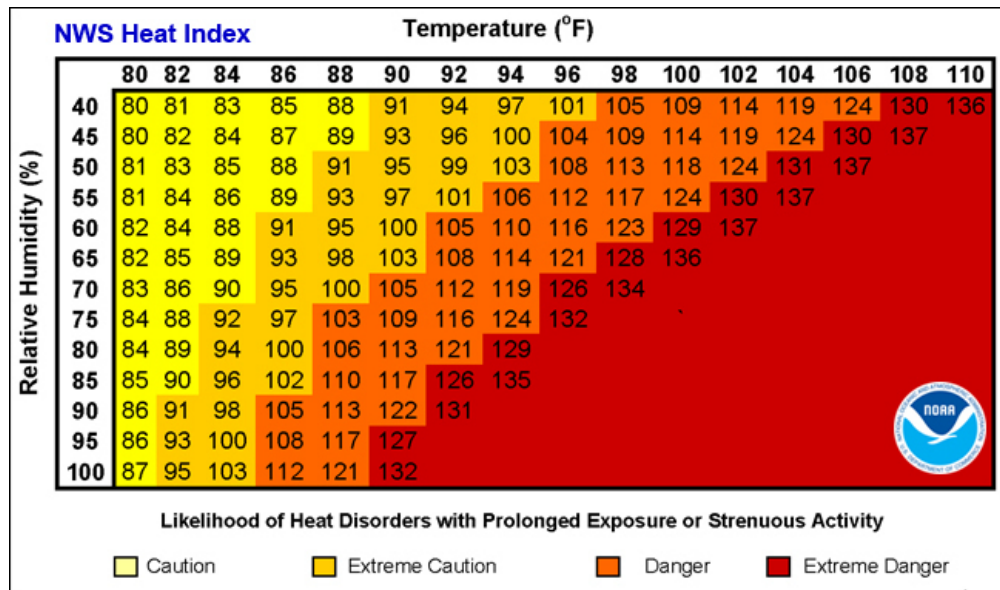 NWS Heat Index Temperature (°F)
80 82 84 86 88 90 92 94 96 98 100 102 104 106 108 110
Relative Humidity (%)
40 80 81 83 85 88 91 94 97 101 105 109 114 119 124 130 136
45 80 82 84 87 89 93 96 100 104 109 114 119 124 130 137
50 81 83 85 88 91 95 99 103 108 113 118 124 131 137
55 81 84 86 89 93 97 101 106 112 117 124 130 137
60 82 84 88 91 95 100 105 110 116 123 129 137
65 82 85 89 93 98 103 108 114 121 128 136
70 83 86 90 95 100 105 112 119 126 134
75 84 88 92 97 103 109 116 124 132
80 84 89 94 100 106 113 121 129
85 85 90 96 102 110 117 126 135
90 86 91 98 105 113 122 131
95 86 93 100 108 117 127
100 87 95 103 112 121 132
NOAA
Likelihood of Heat Disorders with Prolonged Exposure or Strenuous Activity
Caution Extreme Caution Danger Extreme Danger